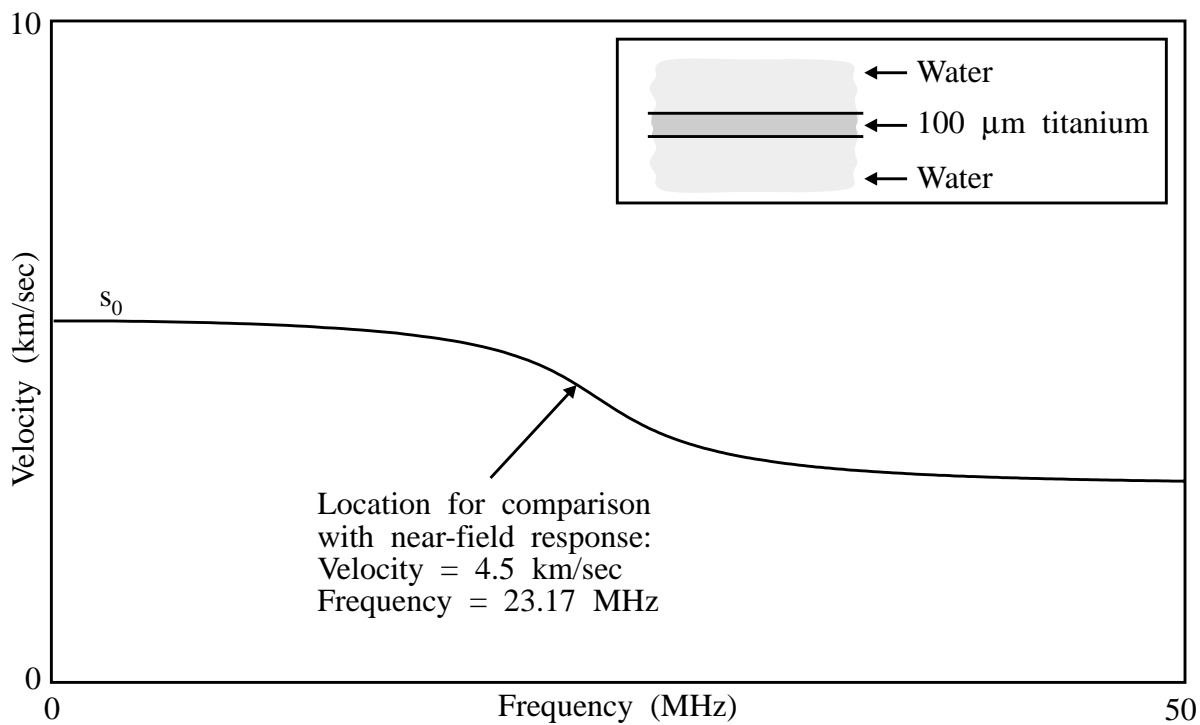 10
Water
100 μm titanium
Water
Velocity (km/sec)
s0
Location for comparison
with near-field response:
Velocity = 4.5 km/sec
Frequency = 23.17 MHz
0
0
Frequency (MHz)
50